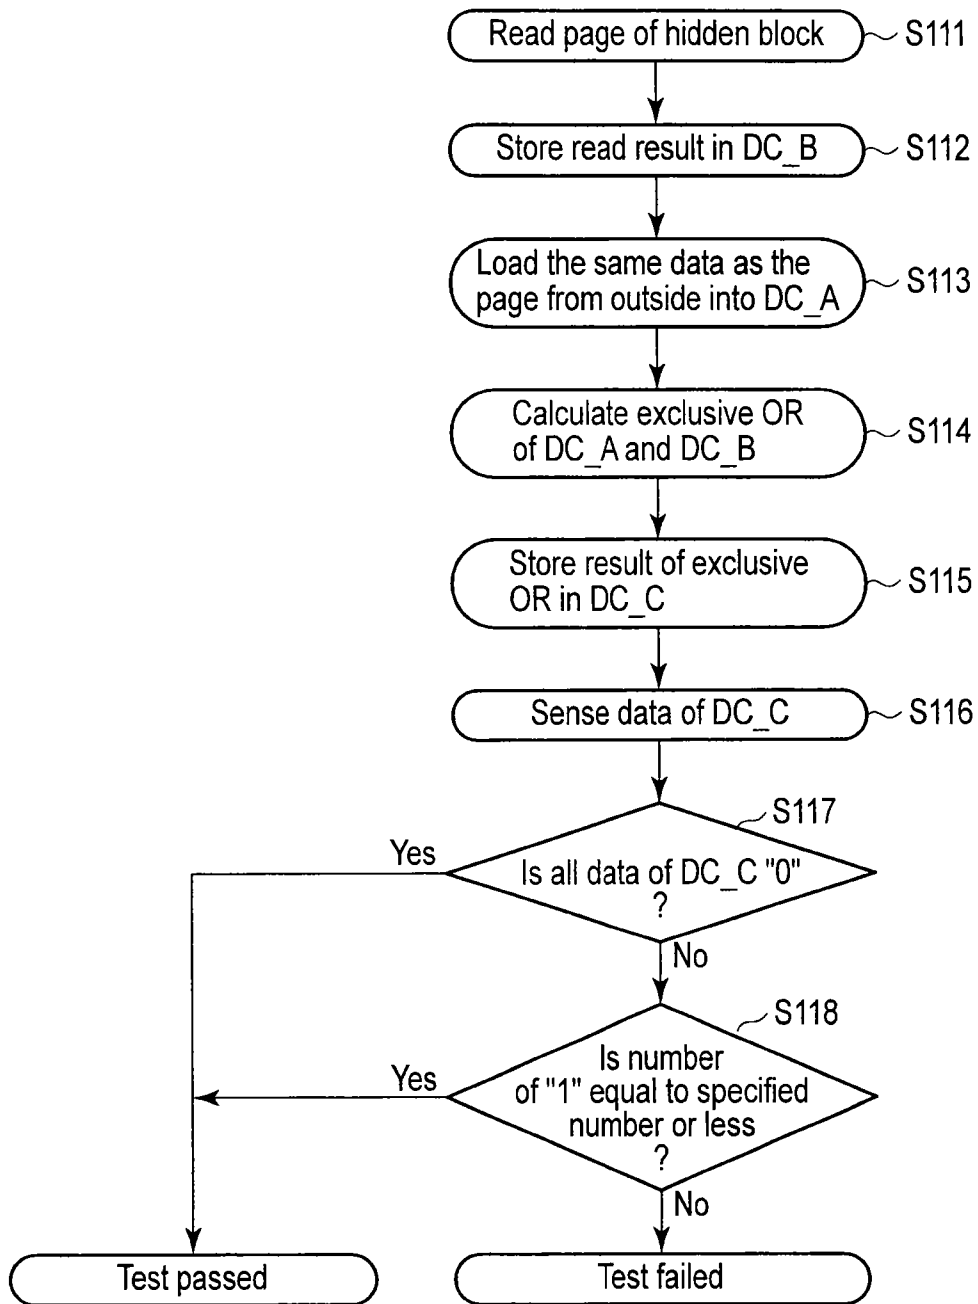 Read page of hidden block
S111
Store read result in DC_B
S112
Load the same data as the
page from outside into DC_A
S113
Calculate exclusive OR
of DC_A and DC_B
S114
Store result of exclusive
OR in DC_C
S115
Sense data of DC_C
S116
S117
Yes
Is all data of DC_C "0"
?
No
S118
Yes
Is number
of "1" equal to specified
number or less
?
No
Test passed
Test failed